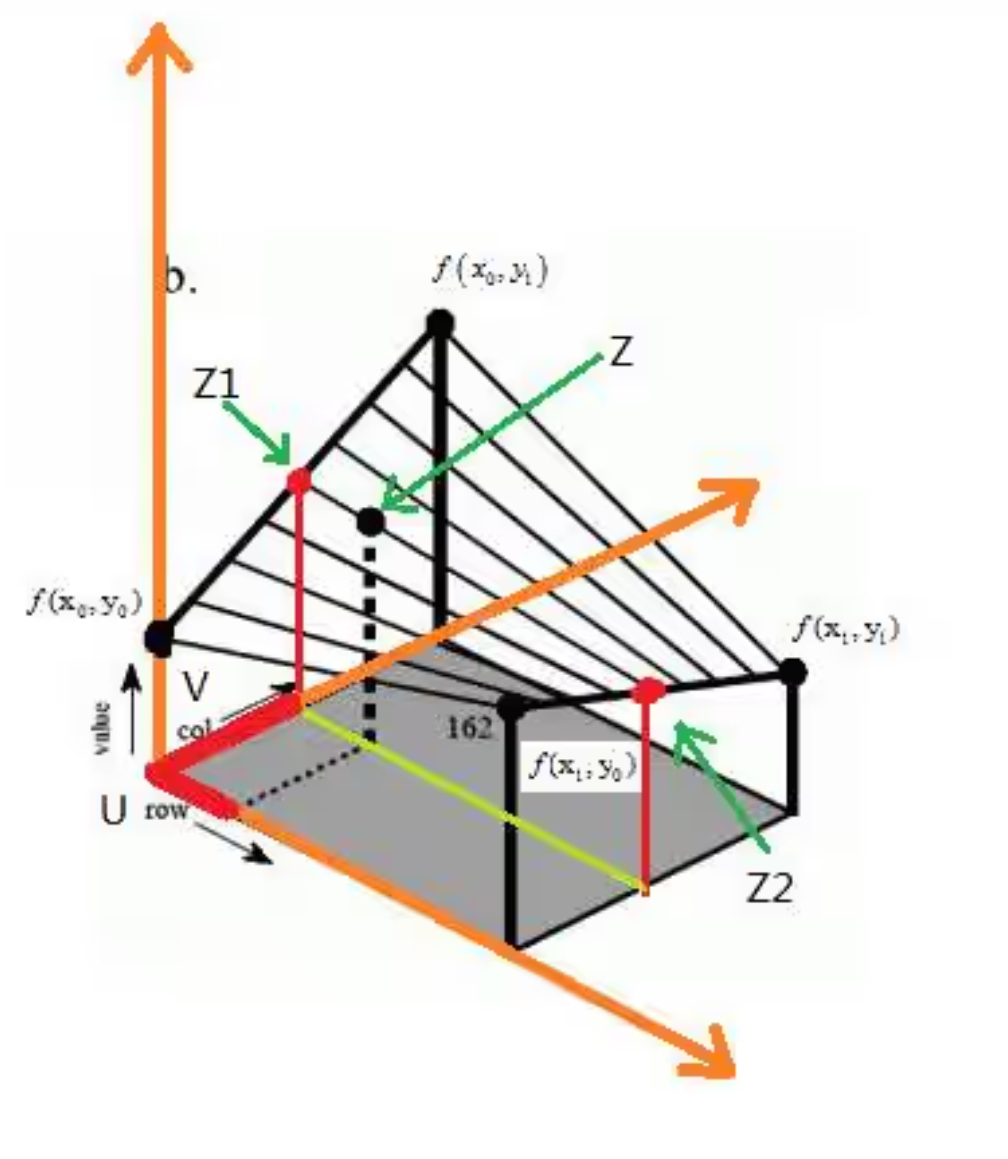 b.
f(x₀, y₁)
Z
Z1
f(x₀, y₀)
f(x₁, y₁)
V
value
col
162
f(x₁, y₀)
U row
Z2